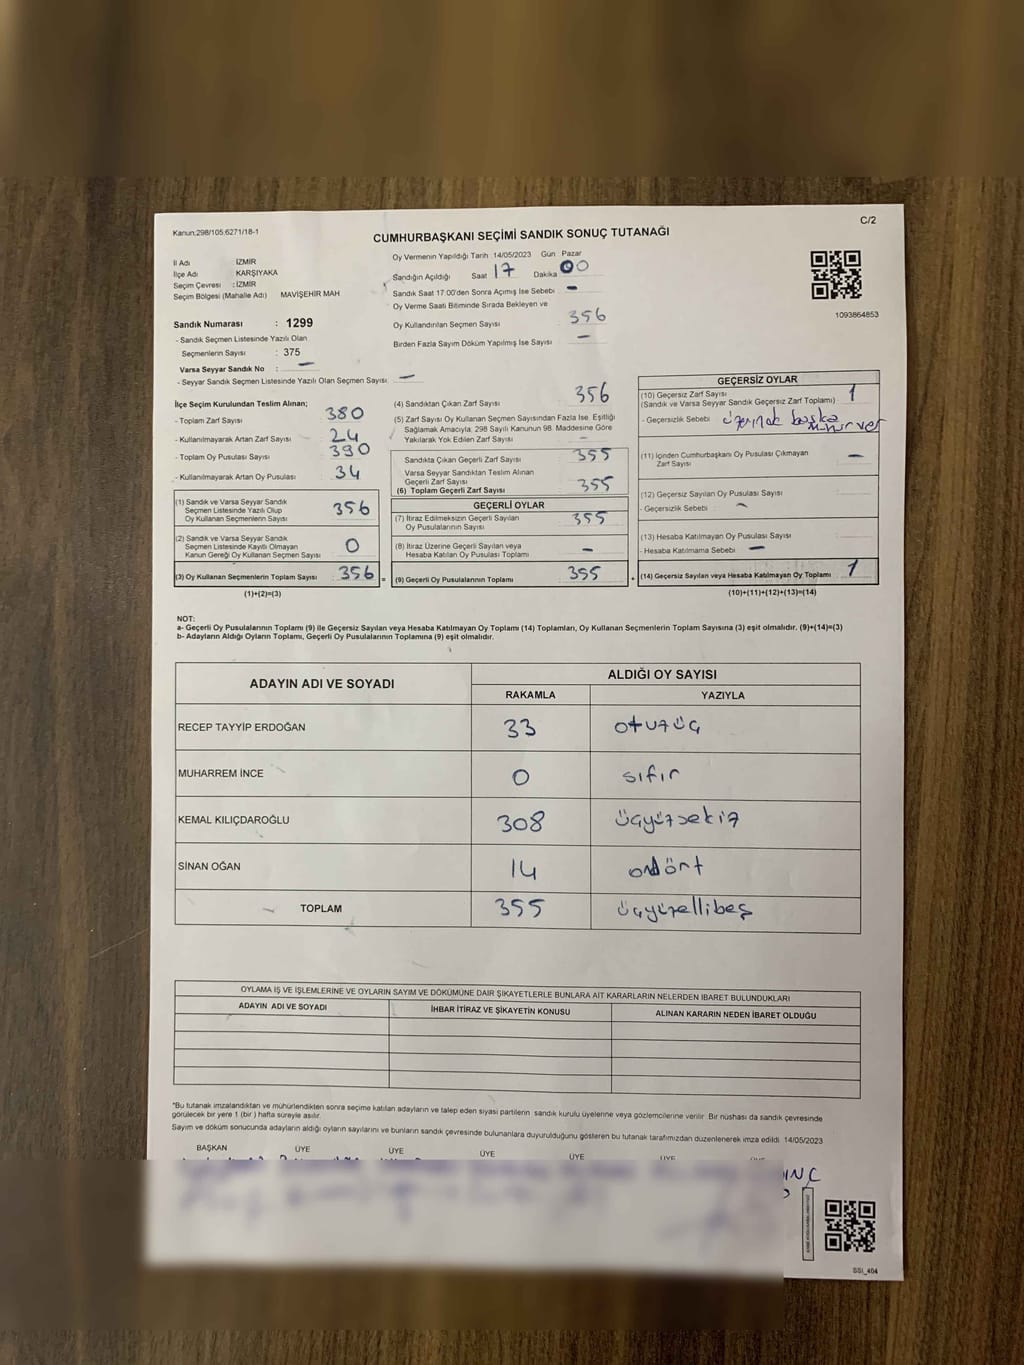 C/2
Kanun:298/105;6271/18-1
CUMHURBAŞKANI SEÇİMİ SANDIK SONUÇ TUTANAĞI
İl Adı : İZMİR
İlçe Adı : KARŞIYAKA
Seçim Çevresi : İZMİR
Seçim Bölgesi (Mahalle Adı) MAVİŞEHİR MAH
Sandık Numarası : 1299
- Sandık Seçmen Listesinde Yazılı Olan
Seçmenlerin Sayısı : 375
Varsa Seyyar Sandık No : —
- Seyyar Sandık Seçmen Listesinde Yazılı Olan Seçmen Sayısı: —
Oy Vermenin Yapıldığı Tarih 14/05/2023 Gün Pazar
Sandığın Açıldığı Saat 17 Dakika 00
Sandık Saat 17:00'den Sonra Açılmış İse Sebebi —
Oy Verme Saati Bitiminde Sırada Bekleyen ve
Oy Kullandırılan Seçmen Sayısı 356
Birden Fazla Sayım Döküm Yapılmış İse Sayısı —
1093864853
İlçe Seçim Kurulundan Teslim Alınan;
- Toplam Zarf Sayısı 380
- Kullanılmayarak Artan Zarf Sayısı 24
- Toplam Oy Pusulası Sayısı 390
- Kullanılmayarak Artan Oy Pusulası 34
(1) Sandık ve Varsa Seyyar Sandık
Seçmen Listesinde Yazılı Olup
Oy Kullanan Seçmenlerin Sayısı 356
(2) Sandık ve Varsa Seyyar Sandık
Seçmen Listesinde Kayıtlı Olmayan
Kanun Gereği Oy Kullanan Seçmen Sayısı 0
(3) Oy Kullanan Seçmenlerin Toplam Sayısı 356 =
(1)+(2)=(3)
(4) Sandıktan Çıkan Zarf Sayısı 356
(5) Zarf Sayısı Oy Kullanan Seçmen Sayısından Fazla İse, Eşitliği
Sağlamak Amacıyla, 298 Sayılı Kanunun 98. Maddesine Göre
Yakılarak Yok Edilen Zarf Sayısı —
Sandıkta Çıkan Geçerli Zarf Sayısı 355
Varsa Seyyar Sandıktan Teslim Alınan
Geçerli Zarf Sayısı
(6) Toplam Geçerli Zarf Sayısı 355
GEÇERLİ OYLAR
(7) İtiraz Edilmeksizin Geçerli Sayılan
Oy Pusulalarının Sayısı 355
(8) İtiraz Üzerine Geçerli Sayılan veya
Hesaba Katılan Oy Pusulası Toplamı —
(9) Geçerli Oy Pusulalarının Toplamı 355 +
GEÇERSİZ OYLAR
(10) Geçersiz Zarf Sayısı 1
(Sandık ve Varsa Seyyar Sandık Geçersiz Zarf Toplamı)
- Geçersizlik Sebebi üzerinde başka mühür var
(11) İçinden Cumhurbaşkanı Oy Pusulası Çıkmayan
Zarf Sayısı —
(12) Geçersiz Sayılan Oy Pusulası Sayısı
- Geçersizlik Sebebi : —
(13) Hesaba Katılmayan Oy Pusulası Sayısı
- Hesaba Katılmama Sebebi : —
(14) Geçersiz Sayılan veya Hesaba Katılmayan Oy Toplamı 1
(10)+(11)+(12)+(13)=(14)
NOT:
a- Geçerli Oy Pusulalarının Toplamı (9) ile Geçersiz Sayılan veya Hesaba Katılmayan Oy Toplamı (14) Toplamları, Oy Kullanan Seçmenlerin Toplam Sayısına (3) eşit olmalıdır. (9)+(14)=(3)
b- Adayların Aldığı Oyların Toplamı, Geçerli Oy Pusulalarının Toplamına (9) eşit olmalıdır.
ADAYIN ADI VE SOYADI ALDIĞI OY SAYISI
RAKAMLA YAZIYLA
RECEP TAYYİP ERDOĞAN 33 otuzüç
MUHARREM İNCE 0 sıfır
KEMAL KILIÇDAROĞLU 308 üçyüzsekiz
SİNAN OĞAN 14 ondört
TOPLAM 355 üçyüzellibeş
OYLAMA İŞ VE İŞLEMLERİNE VE OYLARIN SAYIM VE DÖKÜMÜNE DAİR ŞİKAYETLERLE BUNLARA AİT KARARLARIN NELERDEN İBARET BULUNDUKLARI
ADAYIN ADI VE SOYADI İHBAR İTİRAZ VE ŞİKAYETİN KONUSU ALINAN KARARIN NEDEN İBARET OLDUĞU
*Bu tutanak imzalandıktan ve mühürlendikten sonra seçime katılan adayların ve talep eden siyasi partilerin sandık kurulu üyelerine veya gözlemcilerine verilir. Bir nüshası da sandık çevresinde
görülecek bir yere 1 (bir) hafta süreyle asılır.
Sayım ve döküm sonucunda adayların aldığı oyların sayılarını ve bunların sandık çevresinde bulunanlara duyurulduğunu gösteren bu tutanak tarafımızdan düzenlenerek imza edildi. 14/05/2023
BAŞKAN ÜYE ÜYE ÜYE ÜYE ÜYE
SSI_464